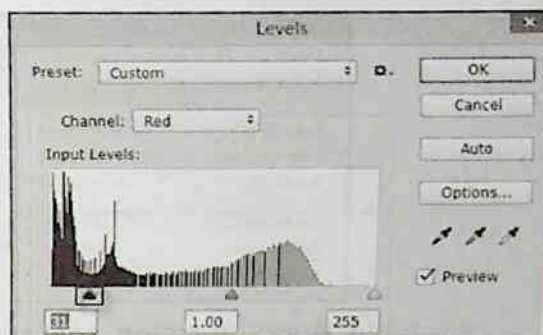 Levels
Preset: Custom
OK
Cancel
Channel: Red
Auto
Input Levels:
Options...
Preview
1.00 255